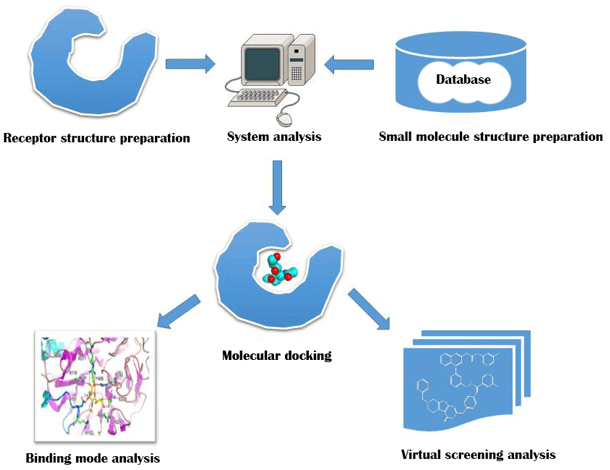 Database
Receptor structure preparation
System analysis
Small molecule structure preparation
Molecular docking
Binding mode analysis
Virtual screening analysis